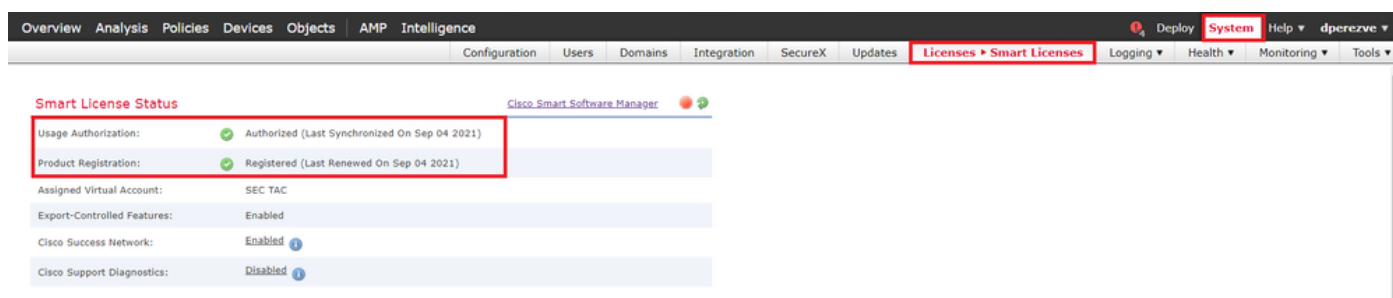 Overview Analysis Policies Devices Objects AMP Intelligence 4 Deploy System Help ▾ dperezve ▾
Configuration Users Domains Integration SecureX Updates Licenses ▸ Smart Licenses Logging ▾ Health ▾ Monitoring ▾ Tools ▾
Smart License Status Cisco Smart Software Manager
Usage Authorization: Authorized (Last Synchronized On Sep 04 2021)
Product Registration: Registered (Last Renewed On Sep 04 2021)
Assigned Virtual Account: SEC TAC
Export-Controlled Features: Enabled
Cisco Success Network: Enabled
Cisco Support Diagnostics: Disabled